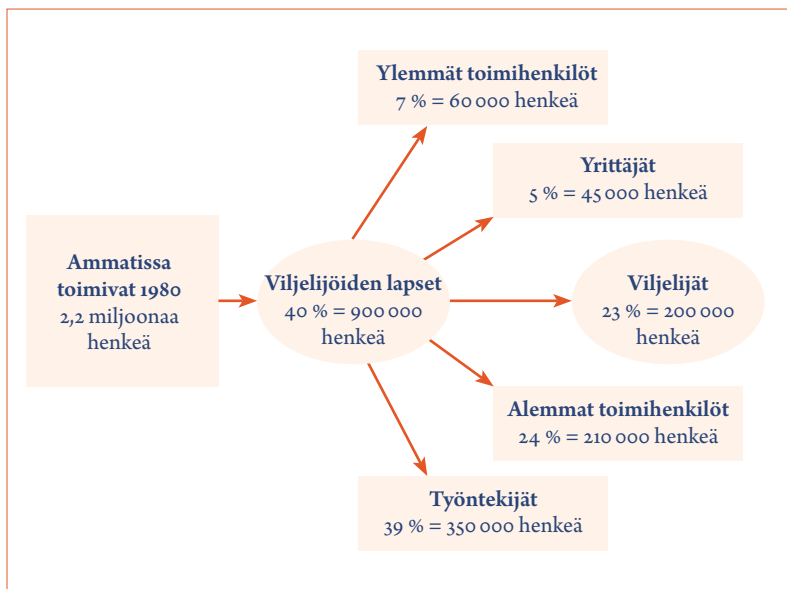 Ylemmät toimihenkilöt
7 % = 60 000 henkeä
Yrittäjät
5 % = 45 000 henkeä
Ammatissa
toimivat 1980
2,2 miljoonaa
henkeä
Viljelijöiden lapset
40 % = 900 000
henkeä
Viljelijät
23 % = 200 000
henkeä
Alemmat toimihenkilöt
24 % = 210 000 henkeä
Työntekijät
39 % = 350 000 henkeä